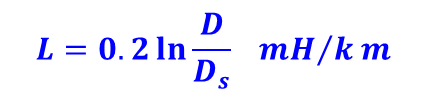 L = 0.2 ln D/Dₛ mH/km